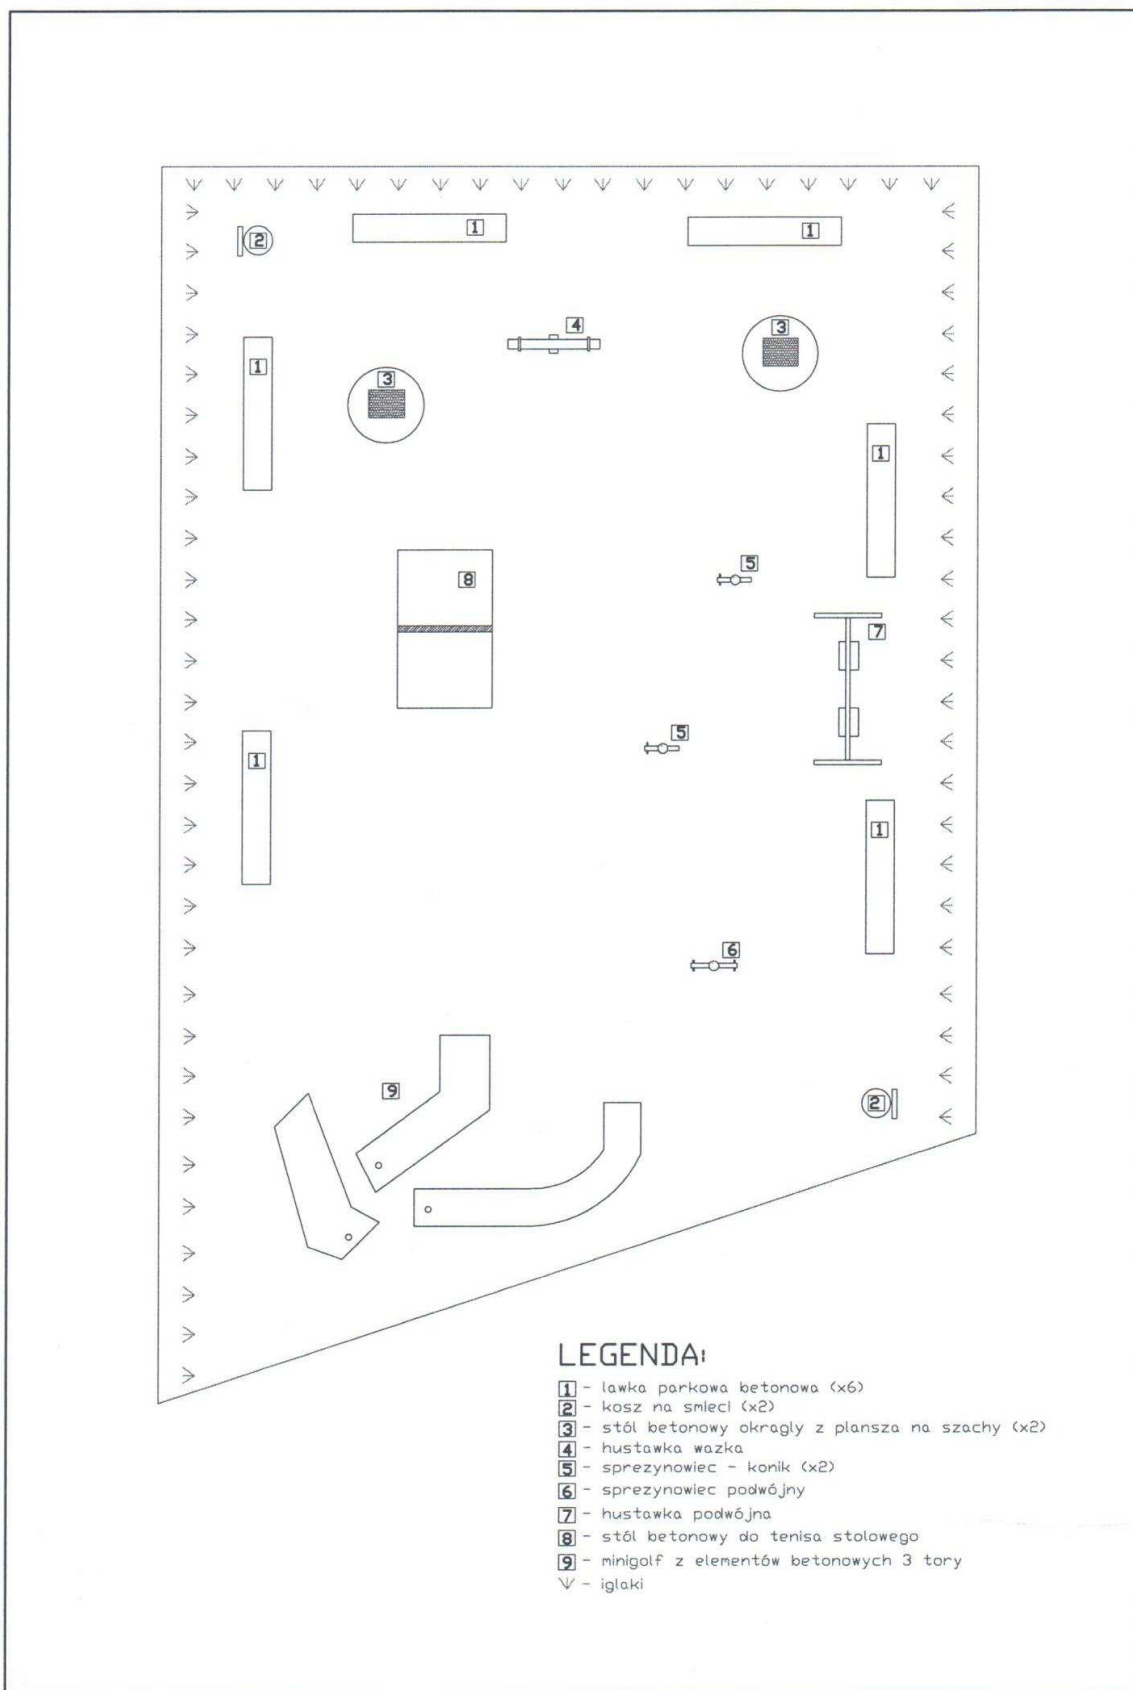 1
1
2
4
3
1
3
1
5
8
7
5
1
1
6
9
2
LEGENDA:
1 - lawka parkowa betonowa (x6)
2 - kosz na smieci (x2)
3 - stól betonowy okragly z plansza na szachy (x2)
4 - hustawka wazka
5 - sprezynowiec - konik (x2)
6 - sprezynowiec podwójny
7 - hustawka podwójna
8 - stól betonowy do tenisa stolowego
9 - minigolf z elementów betonowych 3 tory
- iglaki